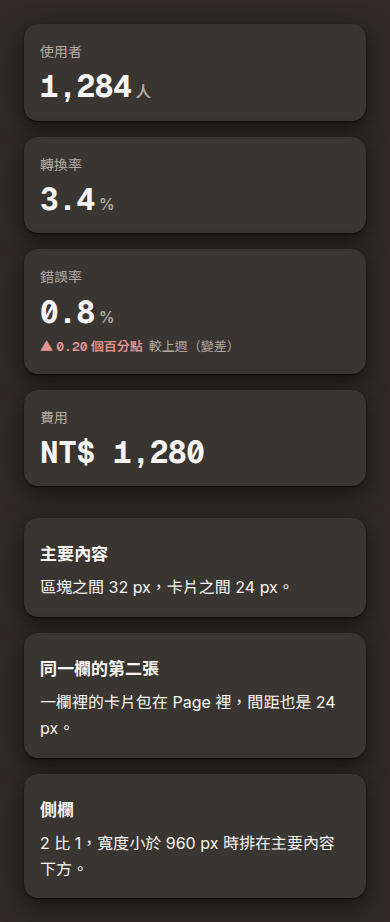 使用者
1,284 人
轉換率
3.4 %
錯誤率
0.8 %
▲ 0.20 個百分點 較上週（變差）
費用
NT$ 1,280
主要內容
區塊之間 32 px，卡片之間 24 px。
同一欄的第二張
一欄裡的卡片包在 Page 裡，間距也是 24
px。
側欄
2 比 1，寬度小於 960 px 時排在主要內容
下方。